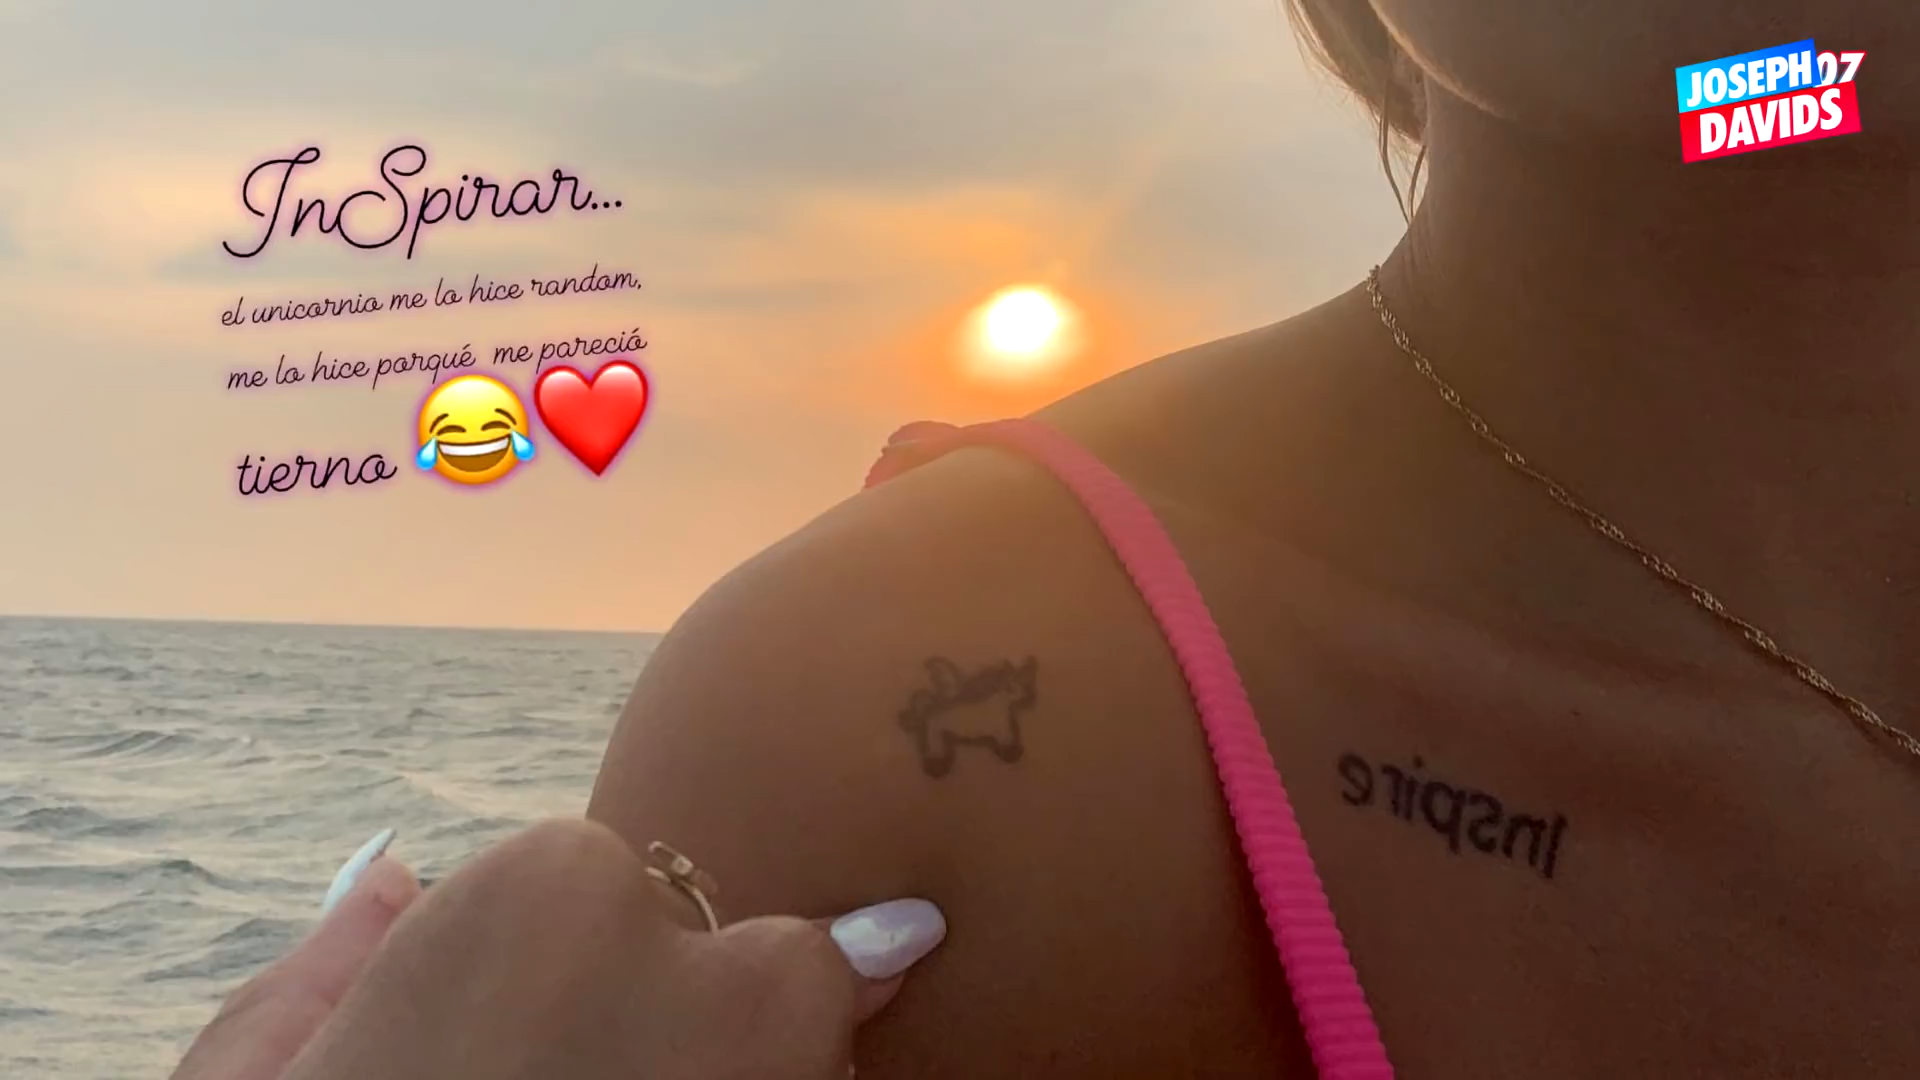 InSpirar...
el unicornio me lo hice random,
me lo hice porqué me pareció
tierno 😂❤️
JOSEPH 07
DAVIDS
Inspire